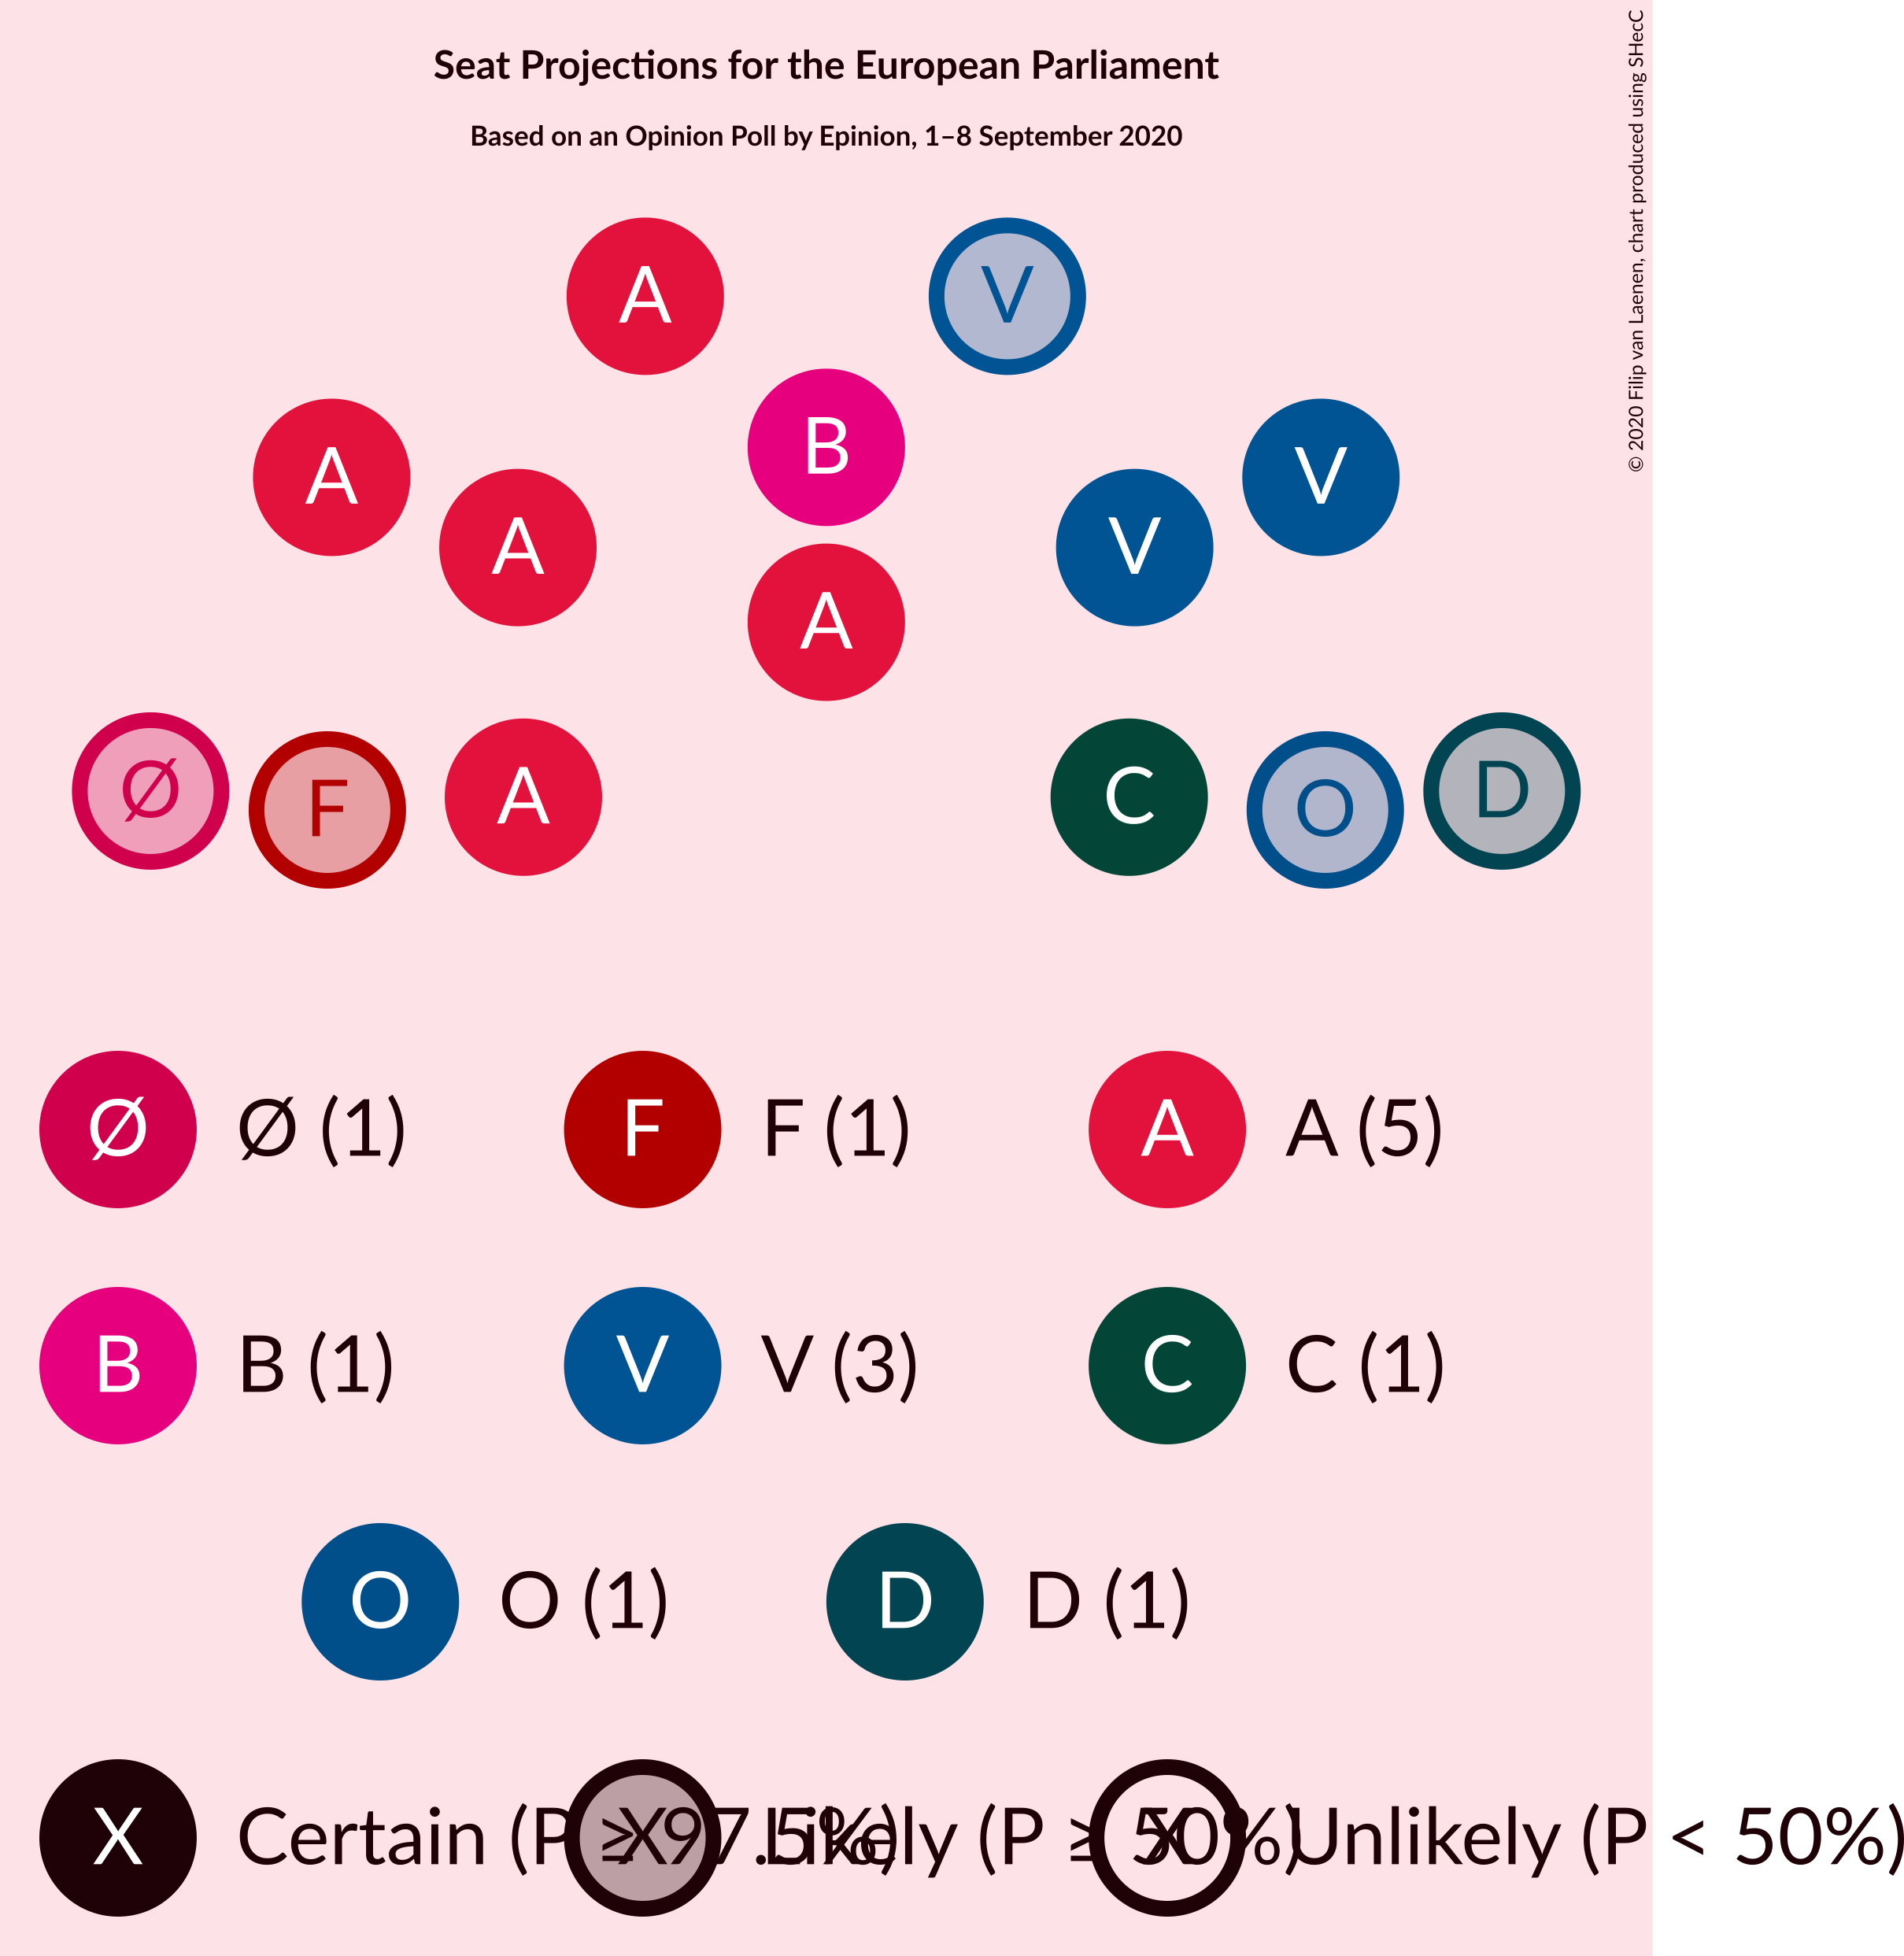 Seat Projections for the European Parliament
Based on an Opinion Poll by Epinion, 1–8 September 2020
© 2020 Filip van Laenen, chart produced using SHecC
A V
B
A V
A V
A
Ø F A C O D
Ø Ø (1) F F (1) A A (5)
B B (1) V V (3) C C (1)
O O (1) D D (1)
X Certain (P ≥ 97.5%) X Likely (P ≥ 50%) X Unlikely (P < 50%)